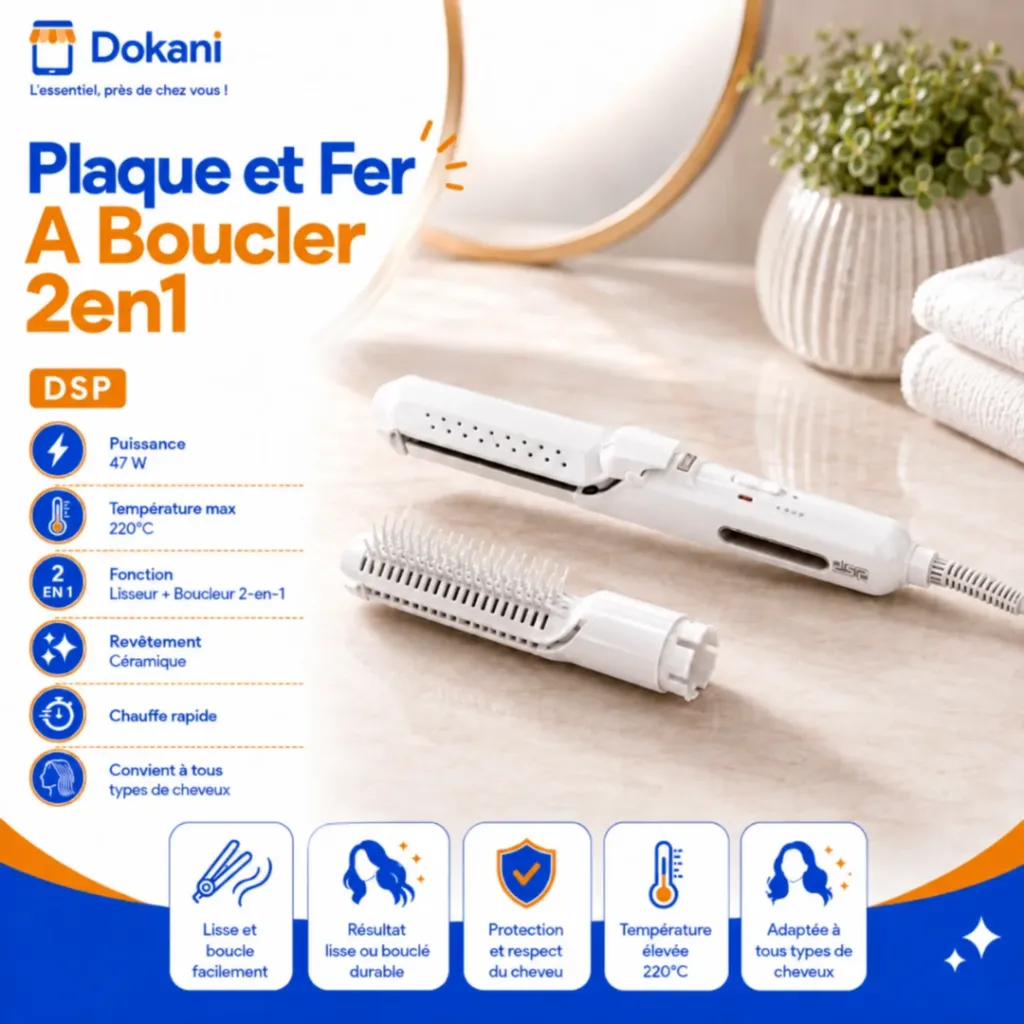 Dokani
L'essentiel, près de chez vous !
Plaque et Fer
A Boucler
2en1
DSP
Puissance
47 W
Température max
220°C
2
EN 1
Fonction
Lisseur + Boucleur 2-en-1
Revêtement
Céramique
Chauffe rapide
Convient à tous
types de cheveux
Lisse et
boucle
facilement
Résultat
lisse ou bouclé
durable
Protection
et respect
du cheveu
Température
élevée
220°C
Adaptée à
tous types de
cheveux